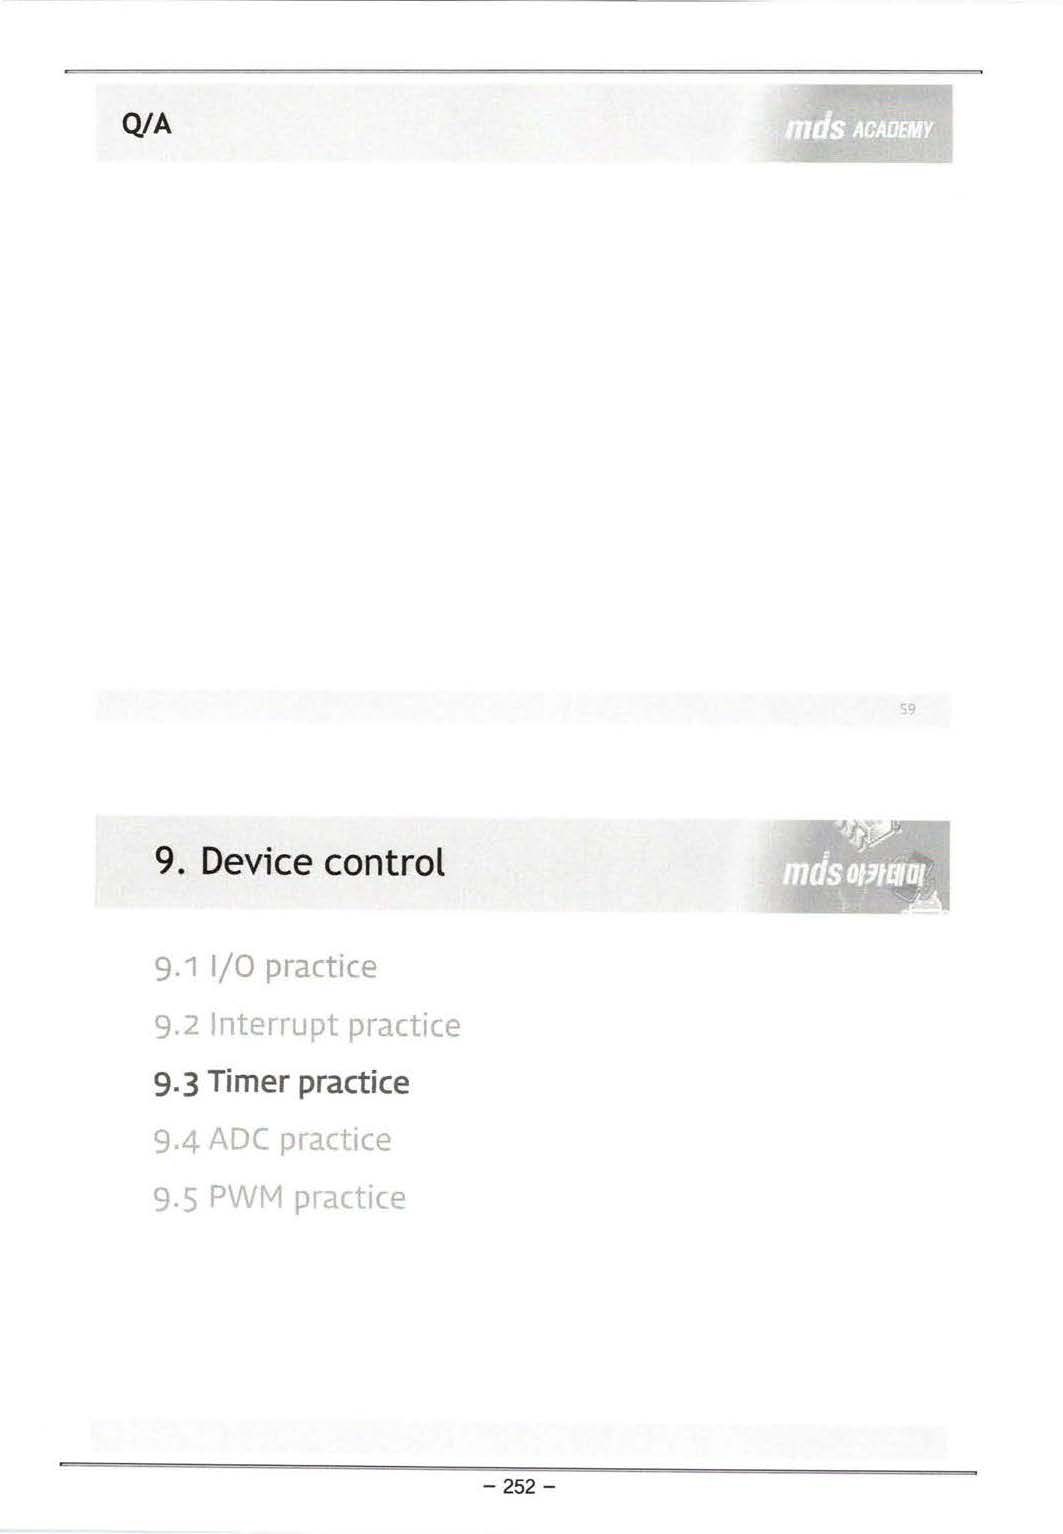 Q/A
mds ACADEMY
59
9. Device control
mds 아카데미
9.1 I/O practice
9.2 Interrupt practice
9.3 Timer practice
9.4 ADC practice
9.5 PWM practice
- 252 -